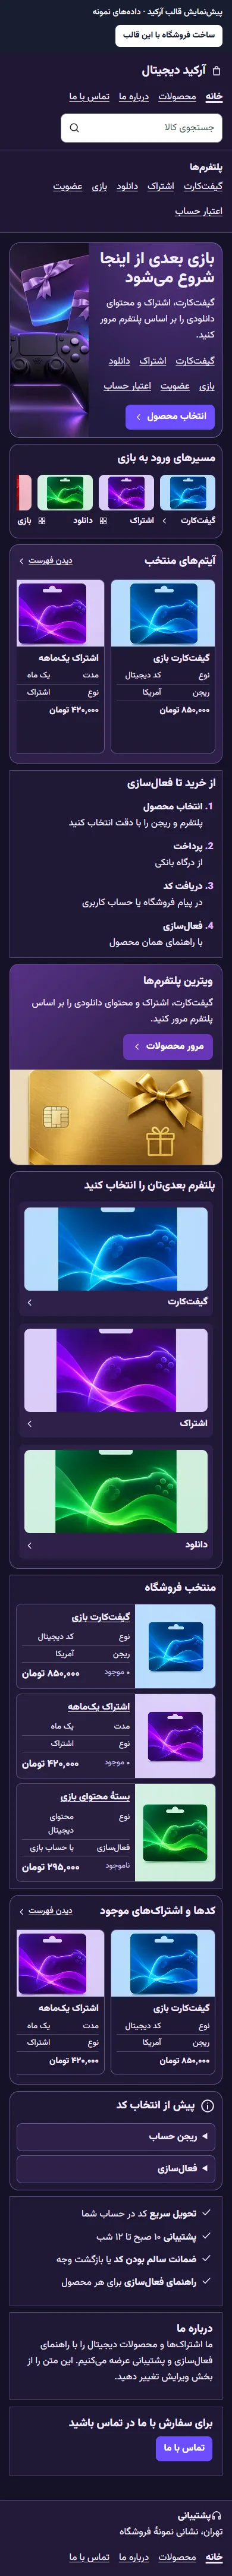 پیش‌نمایش قالب آرکید · داده‌های نمونه
ساخت فروشگاه با این قالب
آرکید دیجیتال
خانه محصولات درباره ما تماس با ما
جستجوی کالا
پلتفرم‌ها
گیفت‌کارت اشتراک دانلود بازی عضویت
اعتبار حساب
بازی بعدی از اینجا
شروع می‌شود
گیفت‌کارت، اشتراک و محتوای
دانلودی را بر اساس پلتفرم مرور
کنید.
گیفت‌کارت اشتراک دانلود
بازی عضویت اعتبار حساب
انتخاب محصول
مسیرهای ورود به بازی
گیفت‌کارت اشتراک دانلود بازی
آیتم‌های منتخب
دیدن فهرست
گیفت‌کارت بازی
نوع کد دیجیتال
ریجن آمریکا
۸۵۰٬۰۰۰ تومان
اشتراک یک‌ماهه
مدت یک ماه
نوع اشتراک
۴۲۰٬۰۰۰ تومان
از خرید تا فعال‌سازی
1. انتخاب محصول
پلتفرم و ریجن را با دقت انتخاب کنید
2. پرداخت
از درگاه بانکی
3. دریافت کد
در پیام فروشگاه یا حساب کاربری
4. فعال‌سازی
با راهنمای همان محصول
ویترین پلتفرم‌ها
گیفت‌کارت، اشتراک و محتوای دانلودی را بر اساس
پلتفرم مرور کنید.
مرور محصولات
پلتفرم بعدی‌تان را انتخاب کنید
گیفت‌کارت
اشتراک
دانلود
منتخب فروشگاه
گیفت‌کارت بازی
نوع کد دیجیتال
ریجن آمریکا
• موجود ۸۵۰٬۰۰۰ تومان
اشتراک یک‌ماهه
مدت یک ماه
نوع اشتراک
• موجود ۴۲۰٬۰۰۰ تومان
بستهٔ محتوای بازی
نوع محتوای
دیجیتال
فعال‌سازی با حساب بازی
ناموجود ۲۹۵٬۰۰۰ تومان
کدها و اشتراک‌های موجود
دیدن فهرست
گیفت‌کارت بازی
نوع کد دیجیتال
ریجن آمریکا
۸۵۰٬۰۰۰ تومان
اشتراک یک‌ماهه
مدت یک ماه
نوع اشتراک
۴۲۰٬۰۰۰ تومان
پیش از انتخاب کد
ریجن حساب
فعال‌سازی
تحویل سریع کد در حساب شما
پشتیبانی ۱۰ صبح تا ۱۲ شب
ضمانت سالم بودن کد یا بازگشت وجه
راهنمای فعال‌سازی برای هر محصول
درباره ما
ما اشتراک‌ها و محصولات دیجیتال را با راهنمای
فعال‌سازی و پشتیبانی عرضه می‌کنیم. این متن را از
بخش ویرایش تغییر دهید.
برای سفارش با ما در تماس باشید
تماس با ما
پشتیبانی
تهران، نشانی نمونهٔ فروشگاه
خانه محصولات درباره ما تماس با ما